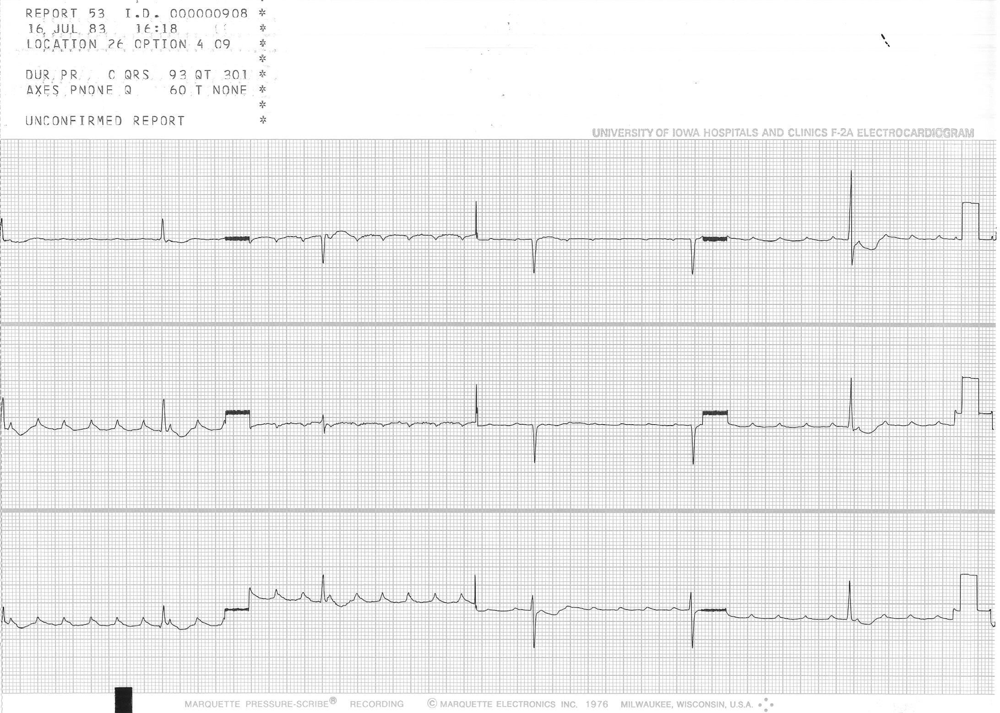 REPORT 53 I.D. 000000908 *
16 JUL 83 16:18 *
LOCATION 26 OPTION 4 09 *
*
DUR PR 0 QRS 93 QT 301 *
AXES PNONE Q 60 T NONE *
*
UNCONFIRMED REPORT *
UNIVERSITY OF IOWA HOSPITALS AND CLINICS F-2A ELECTROCARDIOGRAM
MARQUETTE PRESSURE-SCRIBE® RECORDING © MARQUETTE ELECTRONICS INC. 1976 MILWAUKEE, WISCONSIN, U.S.A.